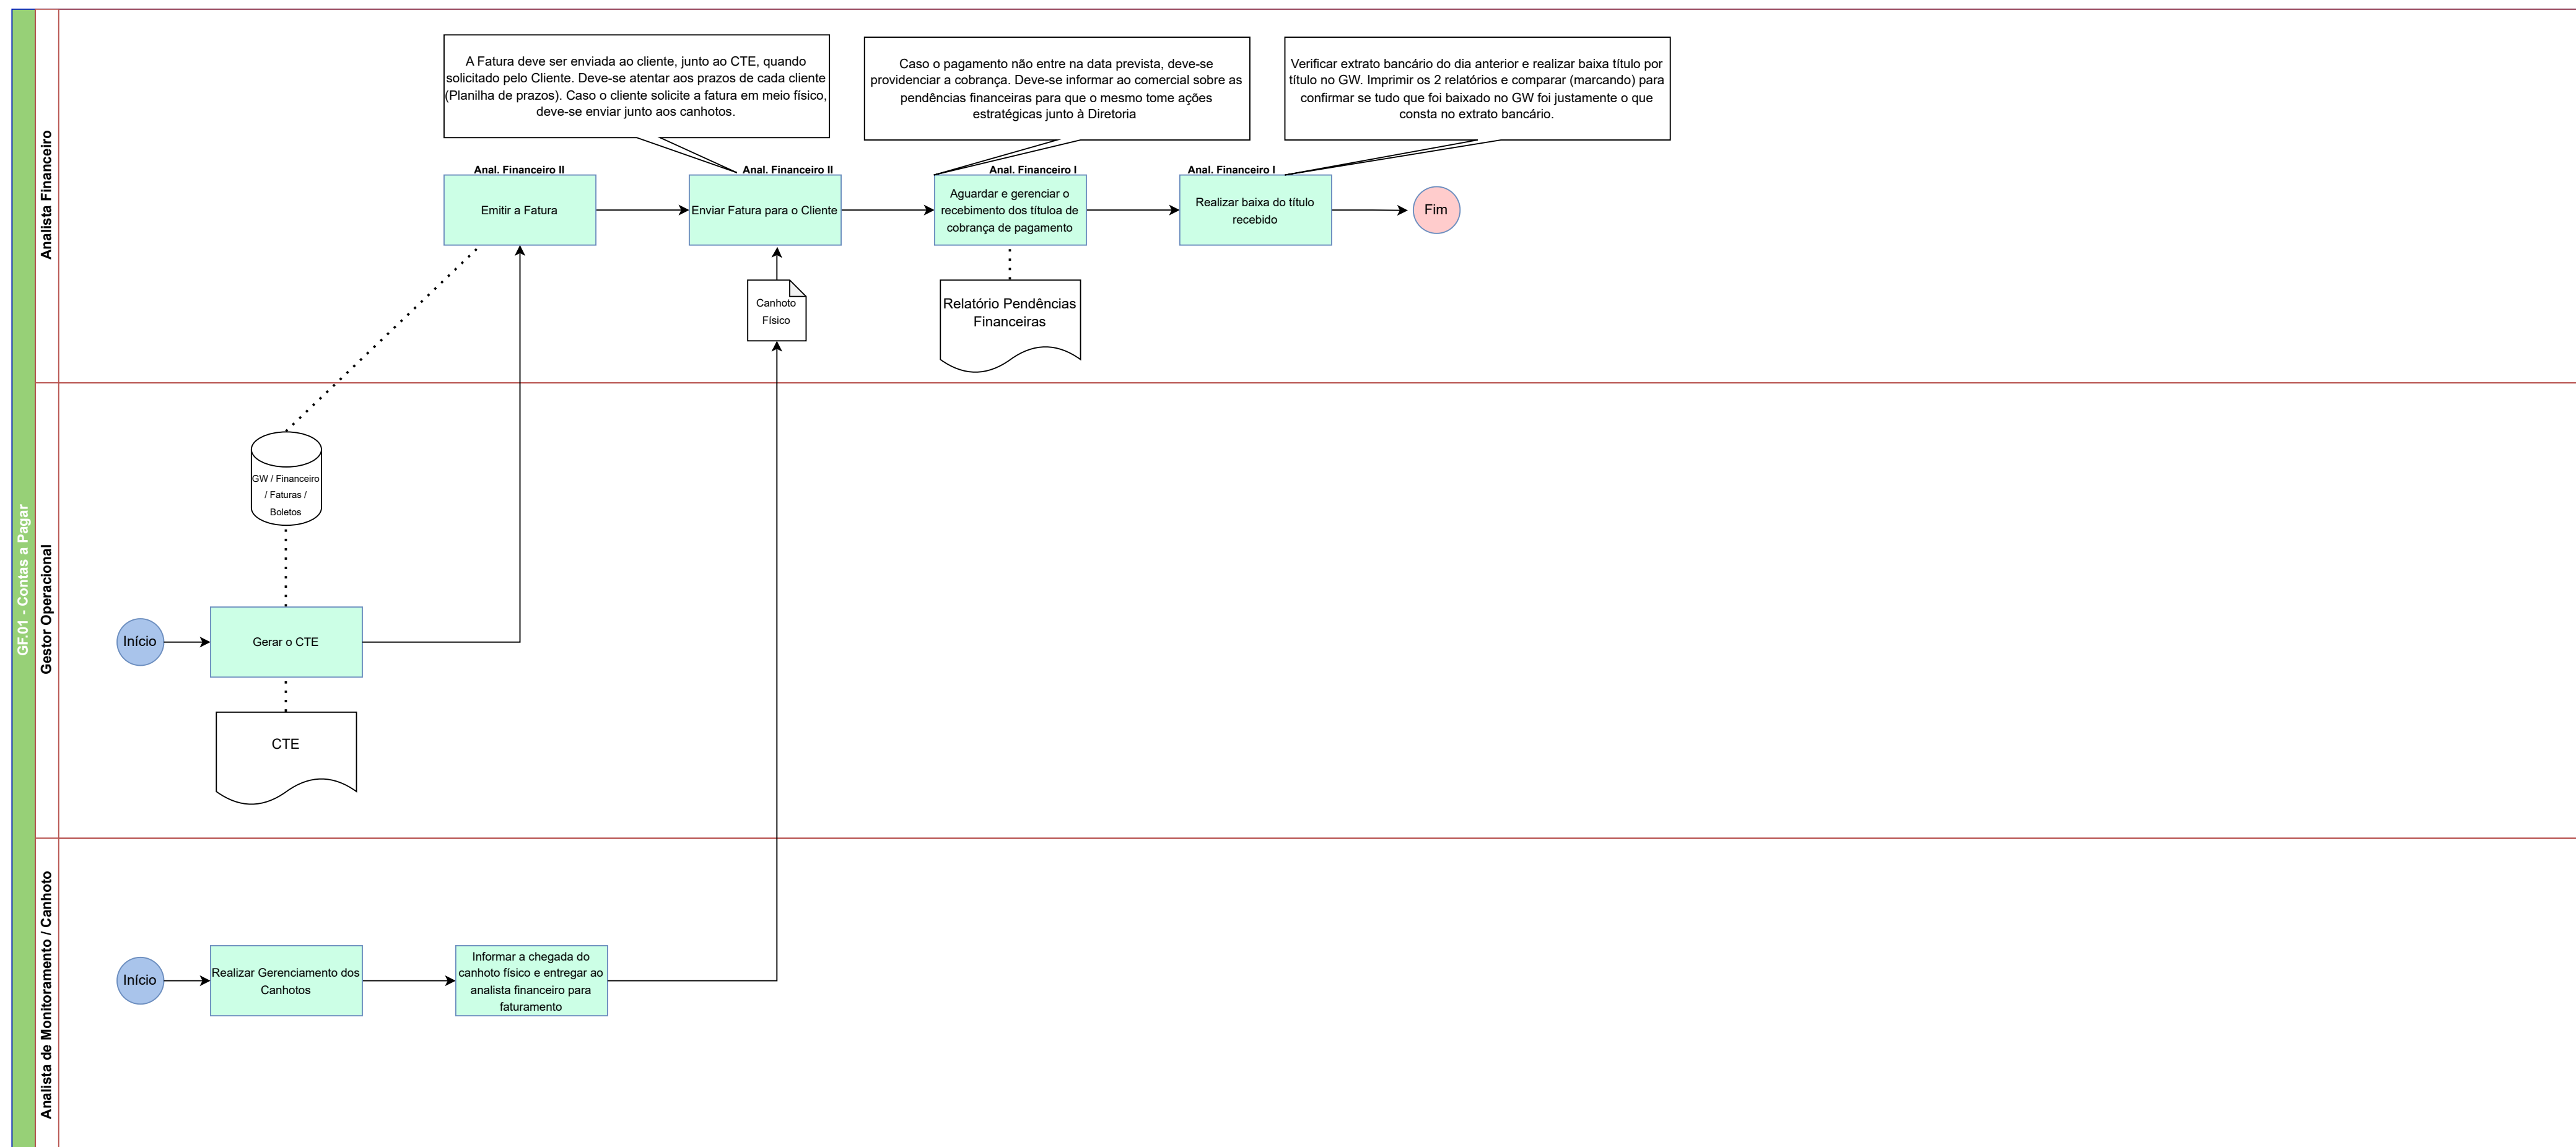 GF.01 - Contas a Pagar
Analista Financeiro
A Fatura deve ser enviada ao cliente, junto ao CTE, quando
solicitado pelo Cliente. Deve-se atentar aos prazos de cada cliente
(Planilha de prazos). Caso o cliente solicite a fatura em meio físico,
deve-se enviar junto aos canhotos.
Caso o pagamento não entre na data prevista, deve-se
providenciar a cobrança. Deve-se informar ao comercial sobre as
pendências financeiras para que o mesmo tome ações
estratégicas junto à Diretoria
Verificar extrato bancário do dia anterior e realizar baixa título por
título no GW. Imprimir os 2 relatórios e comparar (marcando) para
confirmar se tudo que foi baixado no GW foi justamente o que
consta no extrato bancário.
Anal. Financeiro II
Emitir a Fatura
Anal. Financeiro II
Enviar Fatura para o Cliente
Anal. Financeiro I
Aguardar e gerenciar o
recebimento dos títuloa de
cobrança de pagamento
Anal. Financeiro I
Realizar baixa do título
recebido
Fim
Canhoto
Físico
Relatório Pendências
Financeiras
Gestor Operacional
GW / Financeiro
/ Faturas /
Boletos
Início
Gerar o CTE
CTE
Analista de Monitoramento / Canhoto
Início
Realizar Gerenciamento dos
Canhotos
Informar a chegada do
canhoto físico e entregar ao
analista financeiro para
faturamento